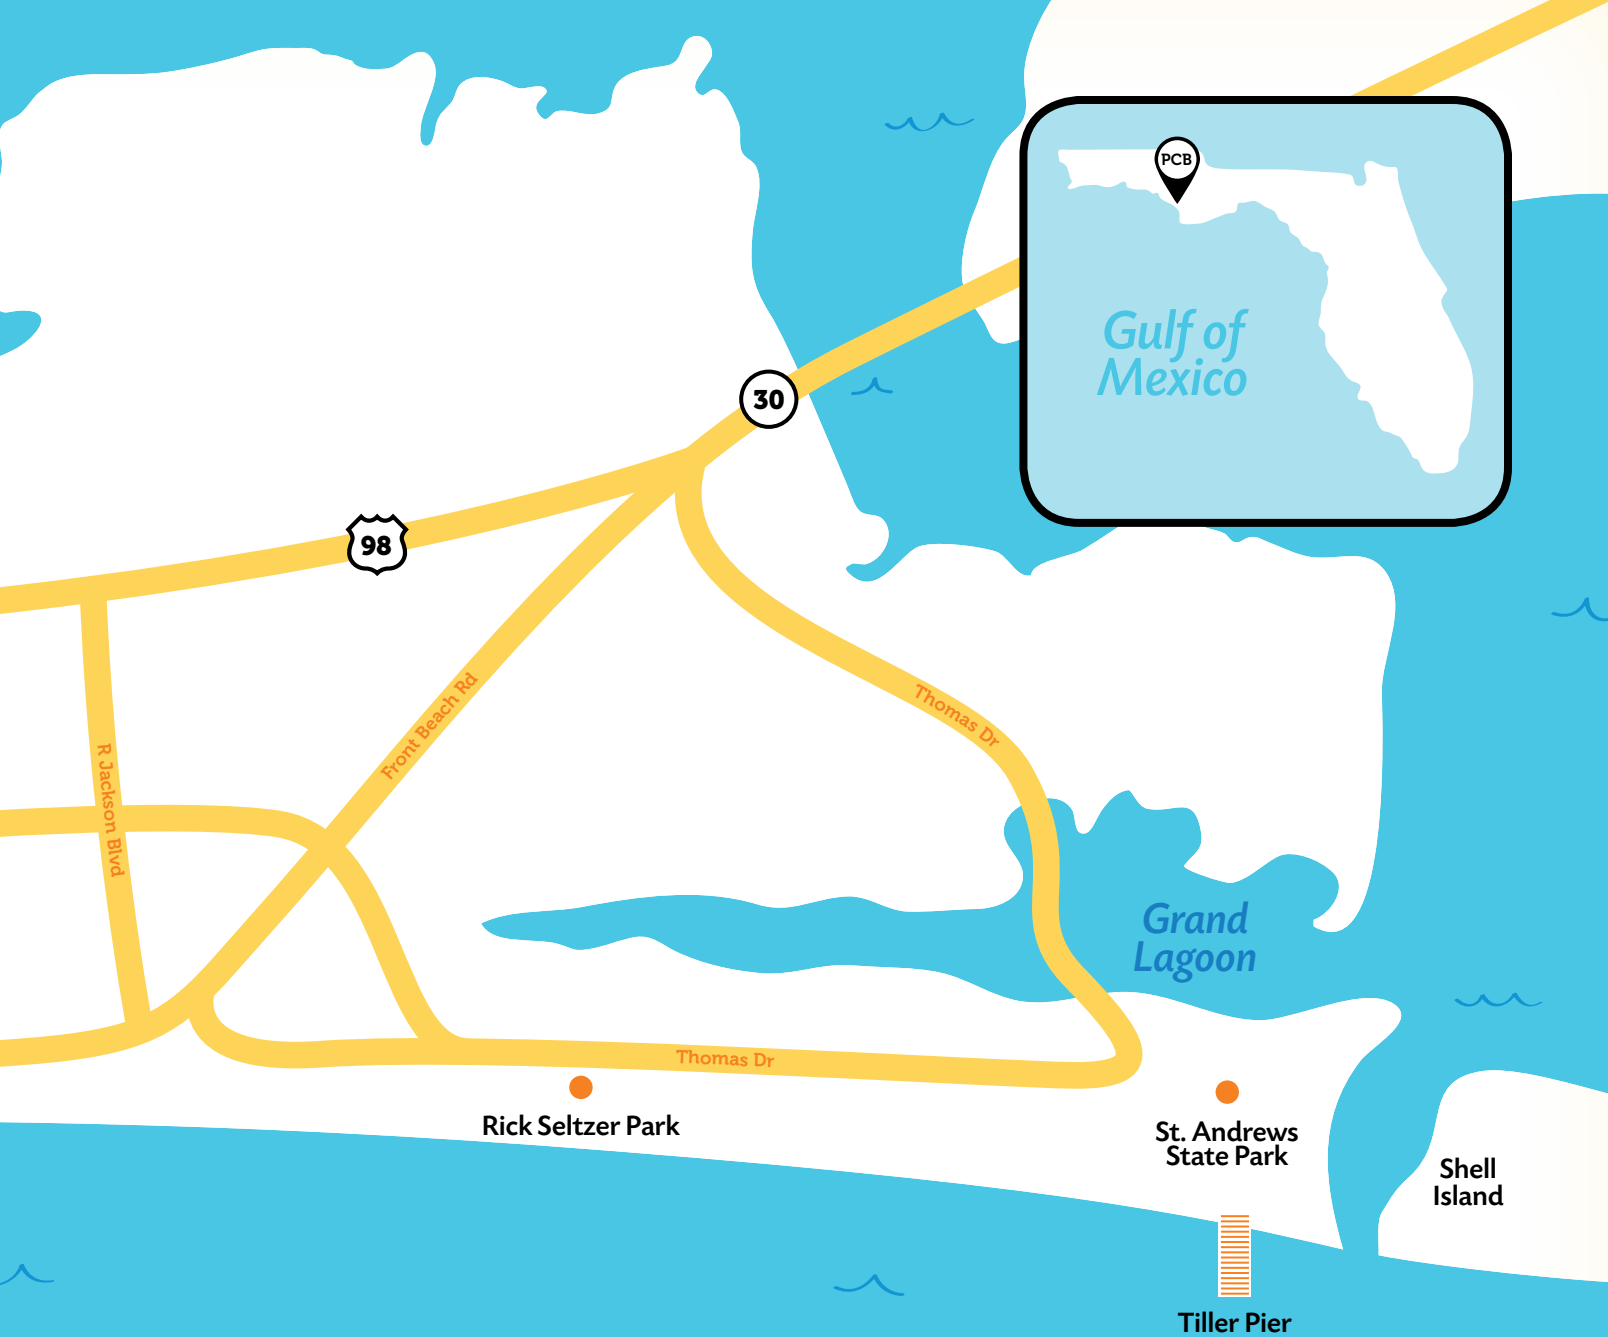 PCB
Gulf of
Mexico
30
98
Front Beach Rd
Thomas Dr
R Jackson Blvd
Grand
Lagoon
Thomas Dr
Rick Seltzer Park
St. Andrews
State Park
Shell
Island
Tiller Pier